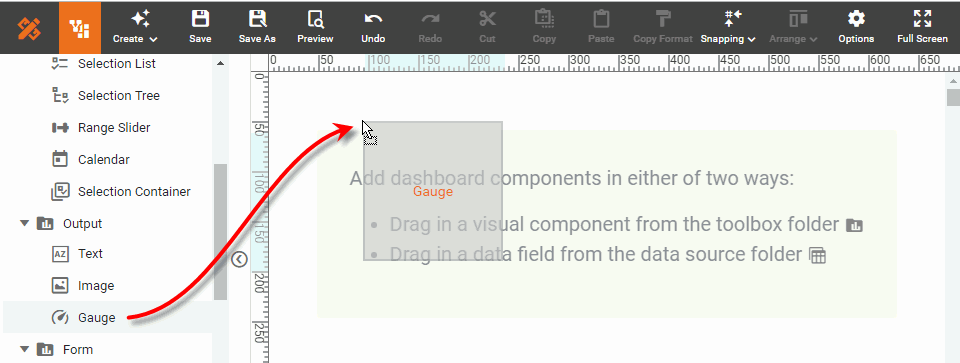 Create Save Save As Preview Undo Redo Cut Copy Paste Copy Format Snapping Arrange Options Full Screen
Selection List
Selection Tree
Range Slider
Calendar
Selection Container
Output
AZ Text
Image
Gauge
Form
0 50 100 150 200 250 300 350 400 450 500 550 600 650
0
50
100
150
200
250
Add dashboard components in either of two ways:
Gauge
• Drag in a visual component from the toolbox folder
• Drag in a data field from the data source folder